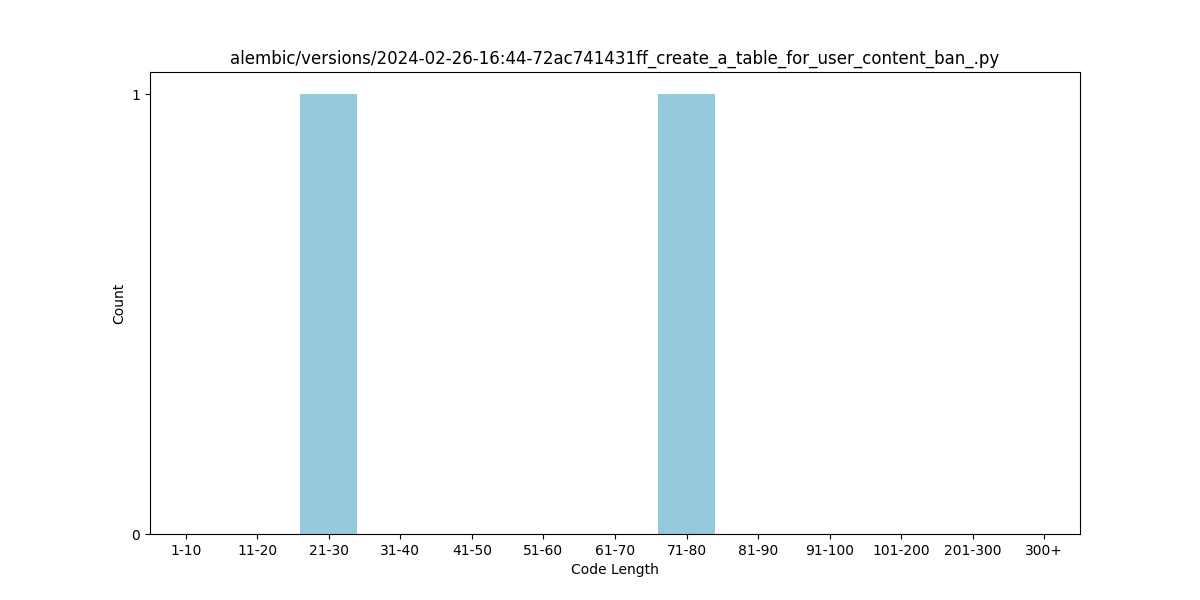 alembic/versions/2024-02-26-16:44-72ac741431ff_create_a_table_for_user_content_ban_.py
1
Count
0
1-10 11-20 21-30 31-40 41-50 51-60 61-70 71-80 81-90 91-100 101-200 201-300 300+
Code Length